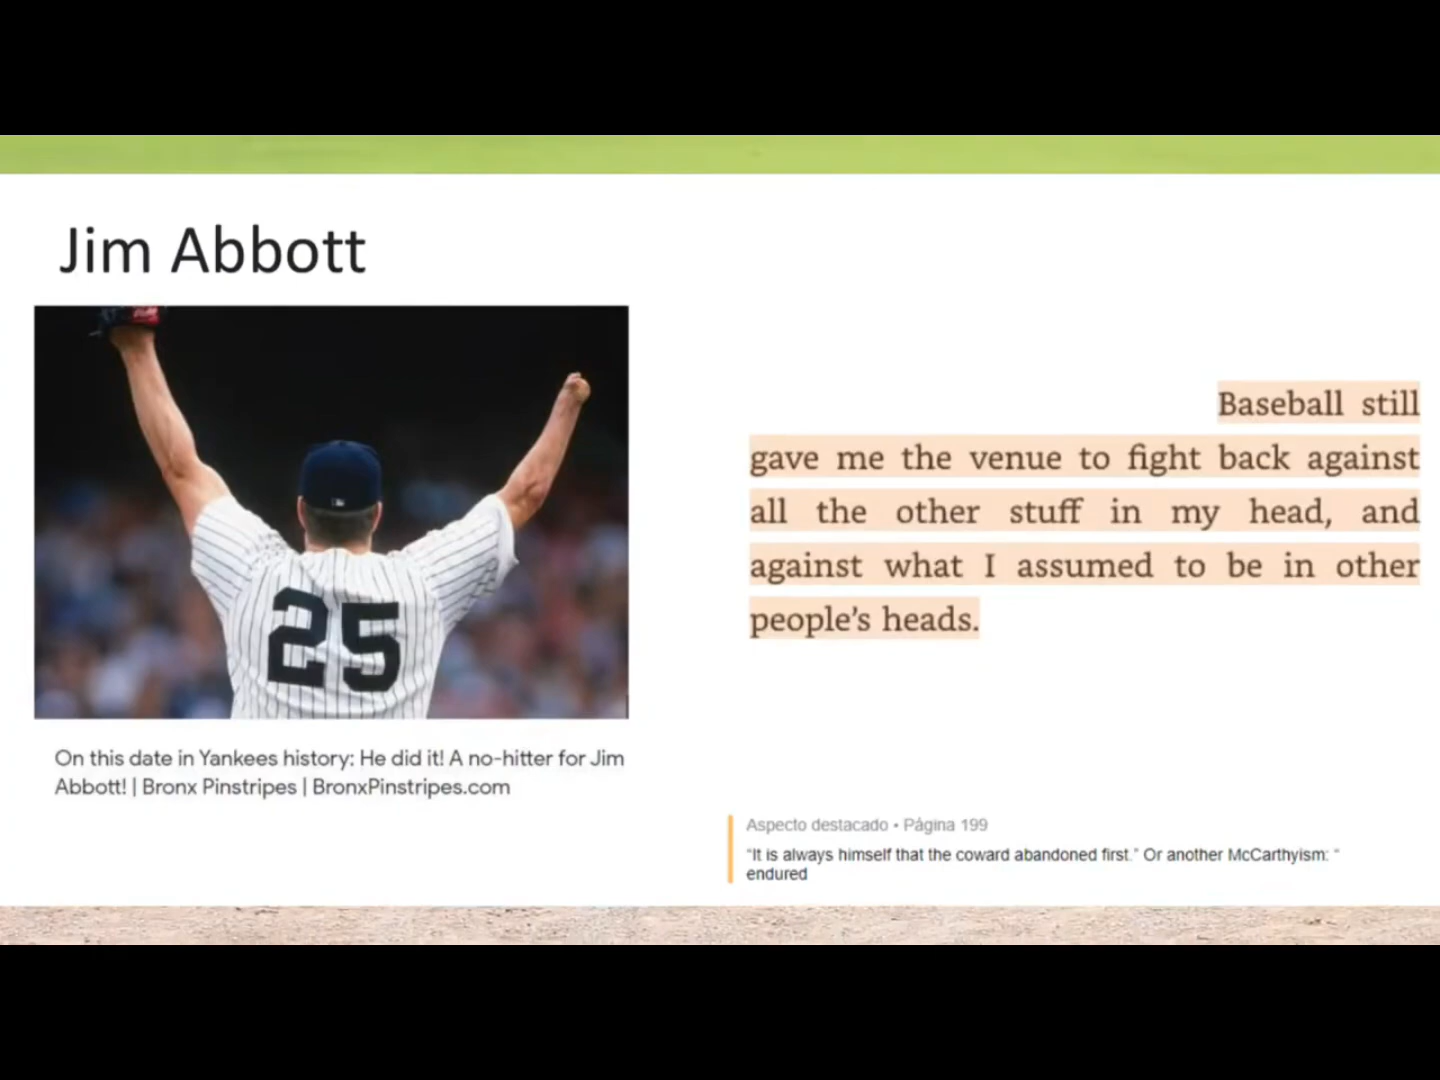 Jim Abbott
25
On this date in Yankees history: He did it! A no-hitter for Jim
Abbott! | Bronx Pinstripes | BronxPinstripes.com
Baseball still
gave me the venue to fight back against
all the other stuff in my head, and
against what I assumed to be in other
people’s heads.
Aspecto destacado • Página 199
“It is always himself that the coward abandoned first.” Or another McCarthyism: “
endured